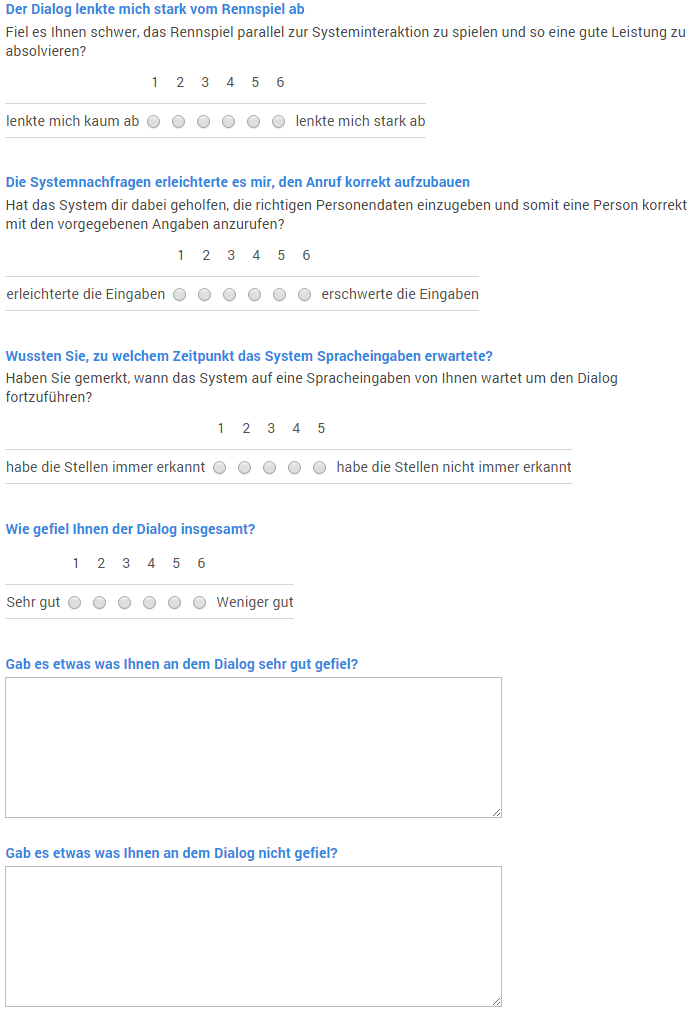 Der Dialog lenkte mich stark vom Rennspiel ab
Fiel es Ihnen schwer, das Rennspiel parallel zur Systeminteraktion zu spielen und so eine gute Leistung zu
absolvieren?
1 2 3 4 5 6
lenkte mich kaum ab lenkte mich stark ab
Die Systemnachfragen erleichterte es mir, den Anruf korrekt aufzubauen
Hat das System dir dabei geholfen, die richtigen Personendaten einzugeben und somit eine Person korrekt
mit den vorgegebenen Angaben anzurufen?
1 2 3 4 5 6
erleichterte die Eingaben erschwerte die Eingaben
Wussten Sie, zu welchem Zeitpunkt das System Spracheingaben erwartete?
Haben Sie gemerkt, wann das System auf eine Spracheingaben von Ihnen wartet um den Dialog
fortzuführen?
1 2 3 4 5
habe die Stellen immer erkannt habe die Stellen nicht immer erkannt
Wie gefiel Ihnen der Dialog insgesamt?
1 2 3 4 5 6
Sehr gut Weniger gut
Gab es etwas was Ihnen an dem Dialog sehr gut gefiel?
Gab es etwas was Ihnen an dem Dialog nicht gefiel?